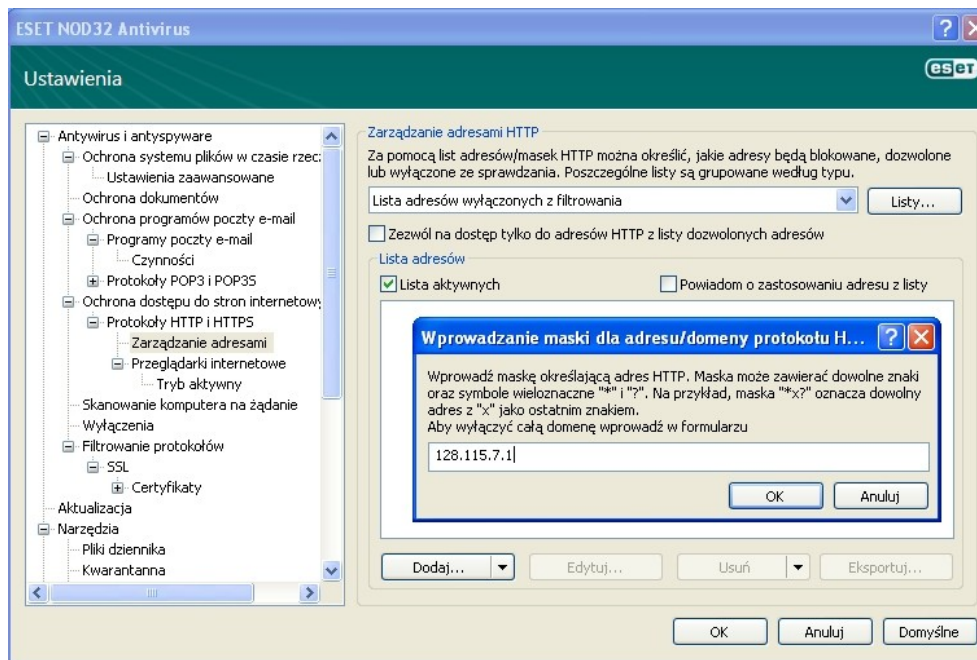 ESET NOD32 Antivirus
Ustawienia
eseT
Antywirus i antyspyware
Ochrona systemu plików w czasie rzec:
Ustawienia zaawansowane
Ochrona dokumentów
Ochrona programów poczty e-mail
Programy poczty e-mail
Czynności
Protokoły POP3 i POP3S
Ochrona dostępu do stron internetowy
Protokoły HTTP i HTTPS
Zarządzanie adresami
Przeglądarki internetowe
Tryb aktywny
Skanowanie komputera na żądanie
Wyłączenia
Filtrowanie protokołów
SSL
Certyfikaty
Aktualizacja
Narzędzia
Pliki dziennika
Kwarantanna
Zarządzanie adresami HTTP
Za pomocą list adresów/masek HTTP można określić, jakie adresy będą blokowane, dozwolone
lub wyłączone ze sprawdzania. Poszczególne listy są grupowane według typu.
Lista adresów wyłączonych z filtrowania
Listy...
Zezwól na dostęp tylko do adresów HTTP z listy dozwolonych adresów
Lista adresów
Lista aktywnych
Powiadom o zastosowaniu adresu z listy
Wprowadzanie maski dla adresu/domeny protokołu H...
Wprowadź maskę określającą adres HTTP. Maska może zawierać dowolne znaki
oraz symbole wieloznaczne "*" i "?". Na przykład, maska "*x?" oznacza dowolny
adres z "x" jako ostatnim znakiem.
Aby wyłączyć całą domenę wprowadź w formularzu
128.115.7.1
OK
Anuluj
Dodaj...
Edytuj...
Usuń
Eksportuj...
OK
Anuluj
Domyślne